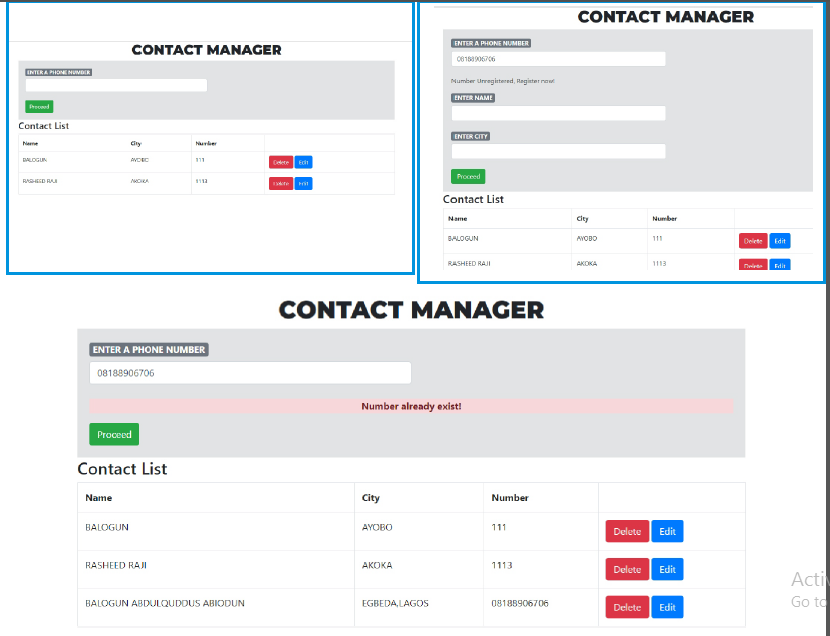 CONTACT MANAGER
ENTER A PHONE NUMBER
Proceed
Contact List
Name City Number
BALOGUN AYOBO 111 Delete Edit
RASHEED RAJI AKOKA 1113 Delete Edit
CONTACT MANAGER
ENTER A PHONE NUMBER
08188906706
Number Unregistered, Register now!
ENTER NAME
ENTER CITY
Proceed
Contact List
Name City Number
BALOGUN AYOBO 111 Delete Edit
RASHEED RAJI AKOKA 1113 Delete Edit
CONTACT MANAGER
ENTER A PHONE NUMBER
08188906706
Number already exist!
Proceed
Contact List
Name City Number
BALOGUN AYOBO 111 Delete Edit
RASHEED RAJI AKOKA 1113 Delete Edit
BALOGUN ABDULQUDDUS ABIODUN EGBEDA,LAGOS 08188906706 Delete Edit
Activ
Go to